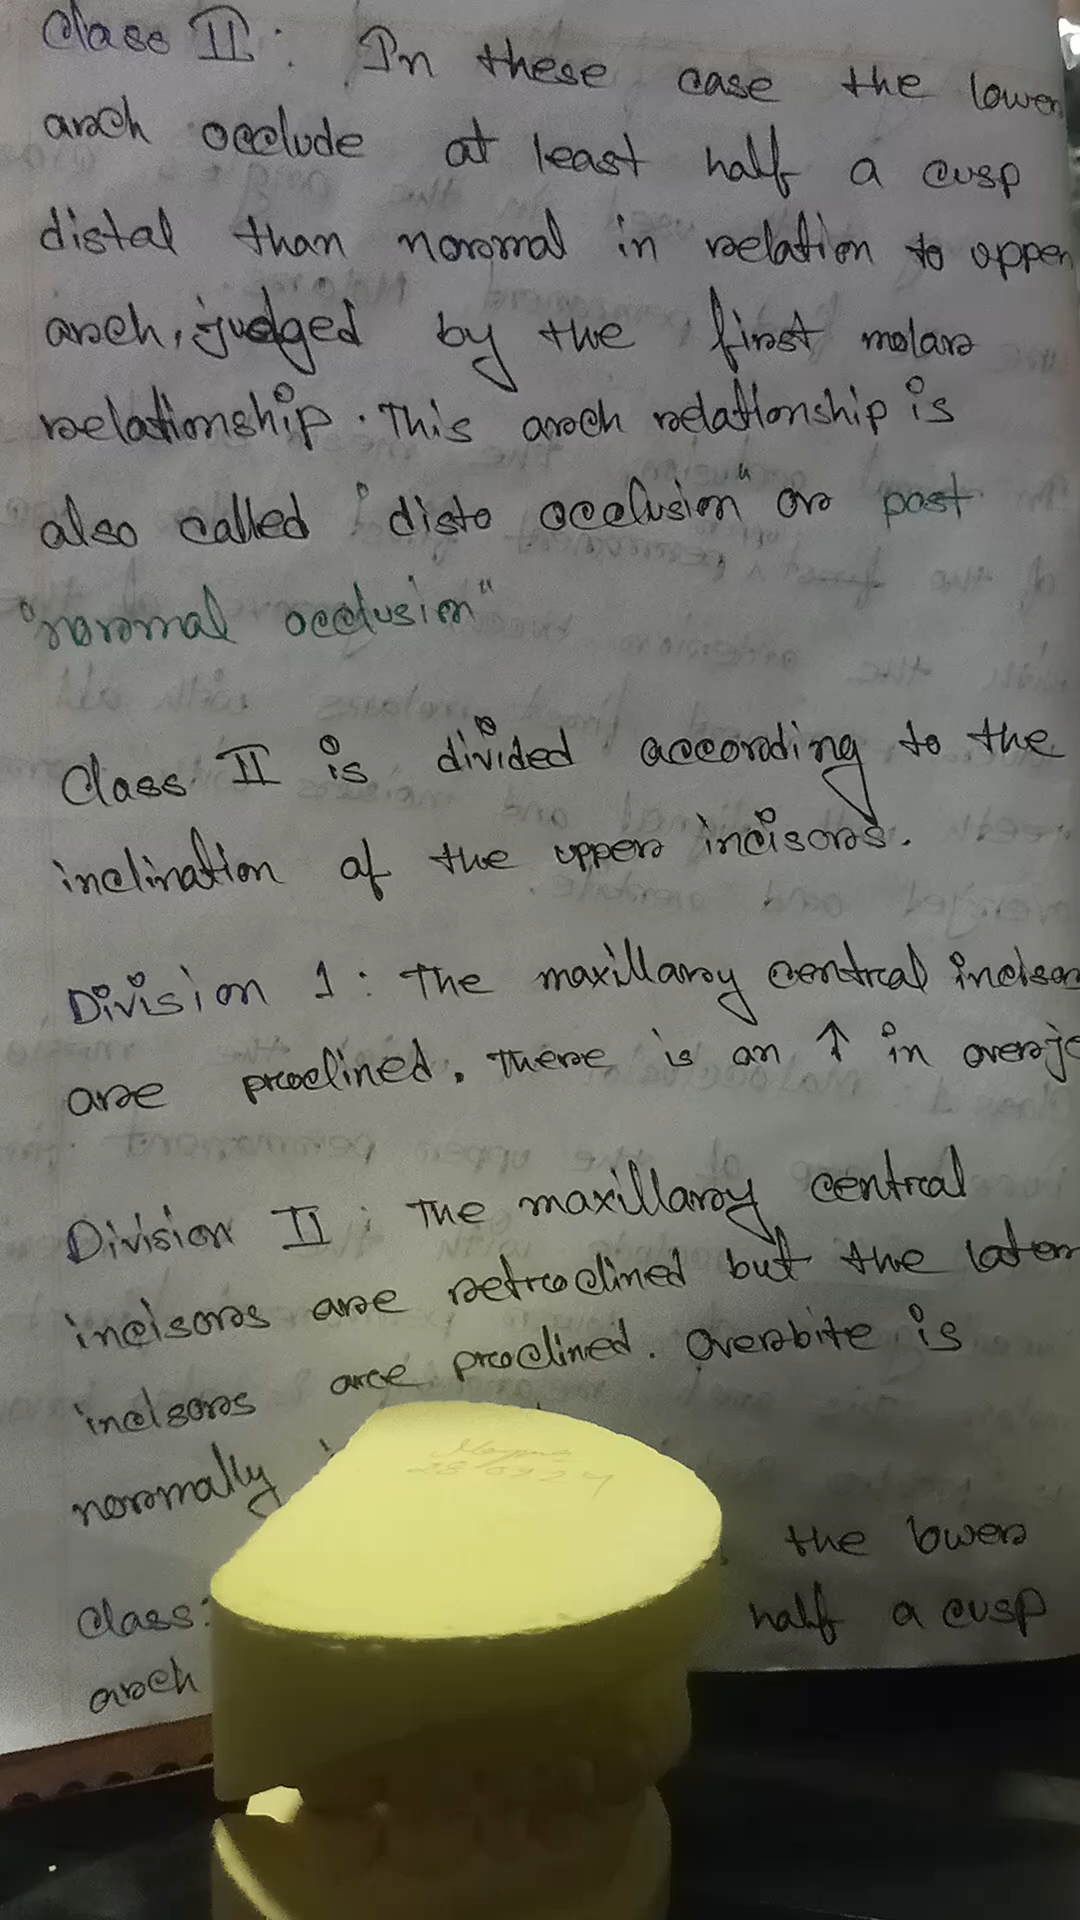 Class II: In these case the lower
arch occlude at least half a cusp
distal than normal in relation to upper
arch, judged by the first molar
relationship. This arch relationship is
also called "disto occlusion" or post
"normal occlusion"
Class II is divided according to the
inclination of the upper incisors.
Division 1: The maxillary central incisor
are proclined. There is an ↑ in overje
Division II: The maxillary central
incisors are retroclined but the later
incisors are proclined. Overbite is
normally
the lower
Class: half a cusp
arch